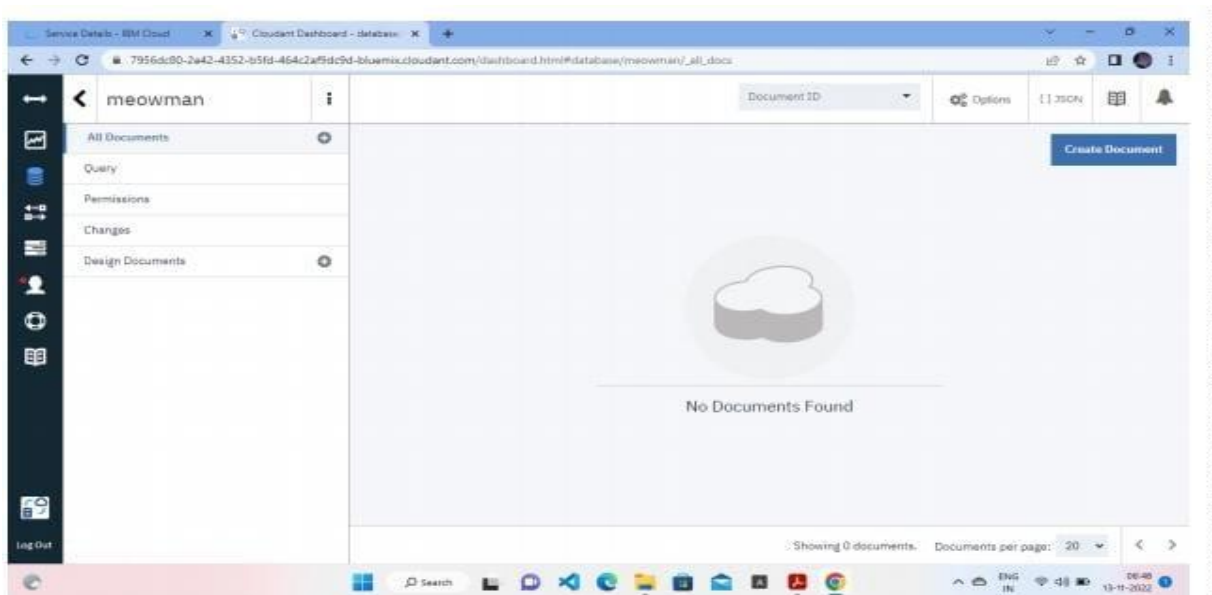 Service Details - IBM Cloud
Cloudant Dashboard - database
7956dc80-2a42-4352-b5fd-464c2af9dc9d-bluemix.cloudant.com/dashboard.html#database/meowman/_all_docs
meowman
Document ID
Options
{ } JSON
All Documents
Create Document
Query
Permissions
Changes
Design Documents
No Documents Found
Log Out
Showing 0 documents.
Documents per page: 20
Search
ENG
IN
13-11-2022